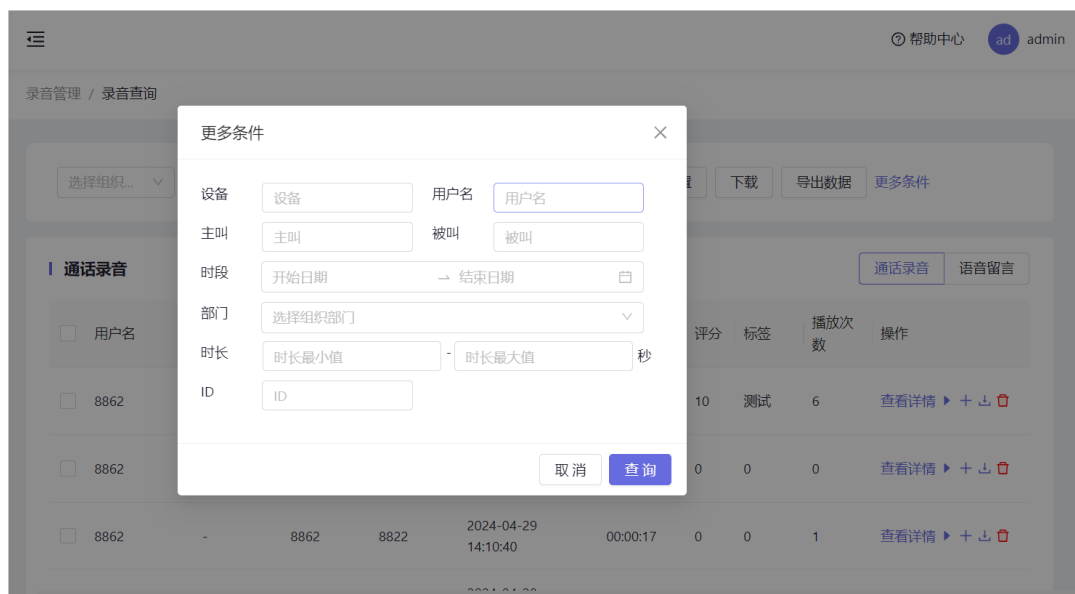 帮助中心 ad admin
录音管理 / 录音查询
更多条件
选择组织... 下载 导出数据 更多条件
设备 设备 用户名 用户名
主叫 主叫 被叫 被叫
时段 开始日期 → 结束日期
通话录音 通话录音 语音留言
部门 选择组织部门
用户名 评分 标签 播放次数 操作
时长 时长最小值 - 时长最大值 秒
ID ID
8862 10 测试 6 查看详情
取消 查询
8862 0 0 0 查看详情
8862 - 8862 8822 2024-04-29 14:10:40 00:00:17 0 0 1 查看详情